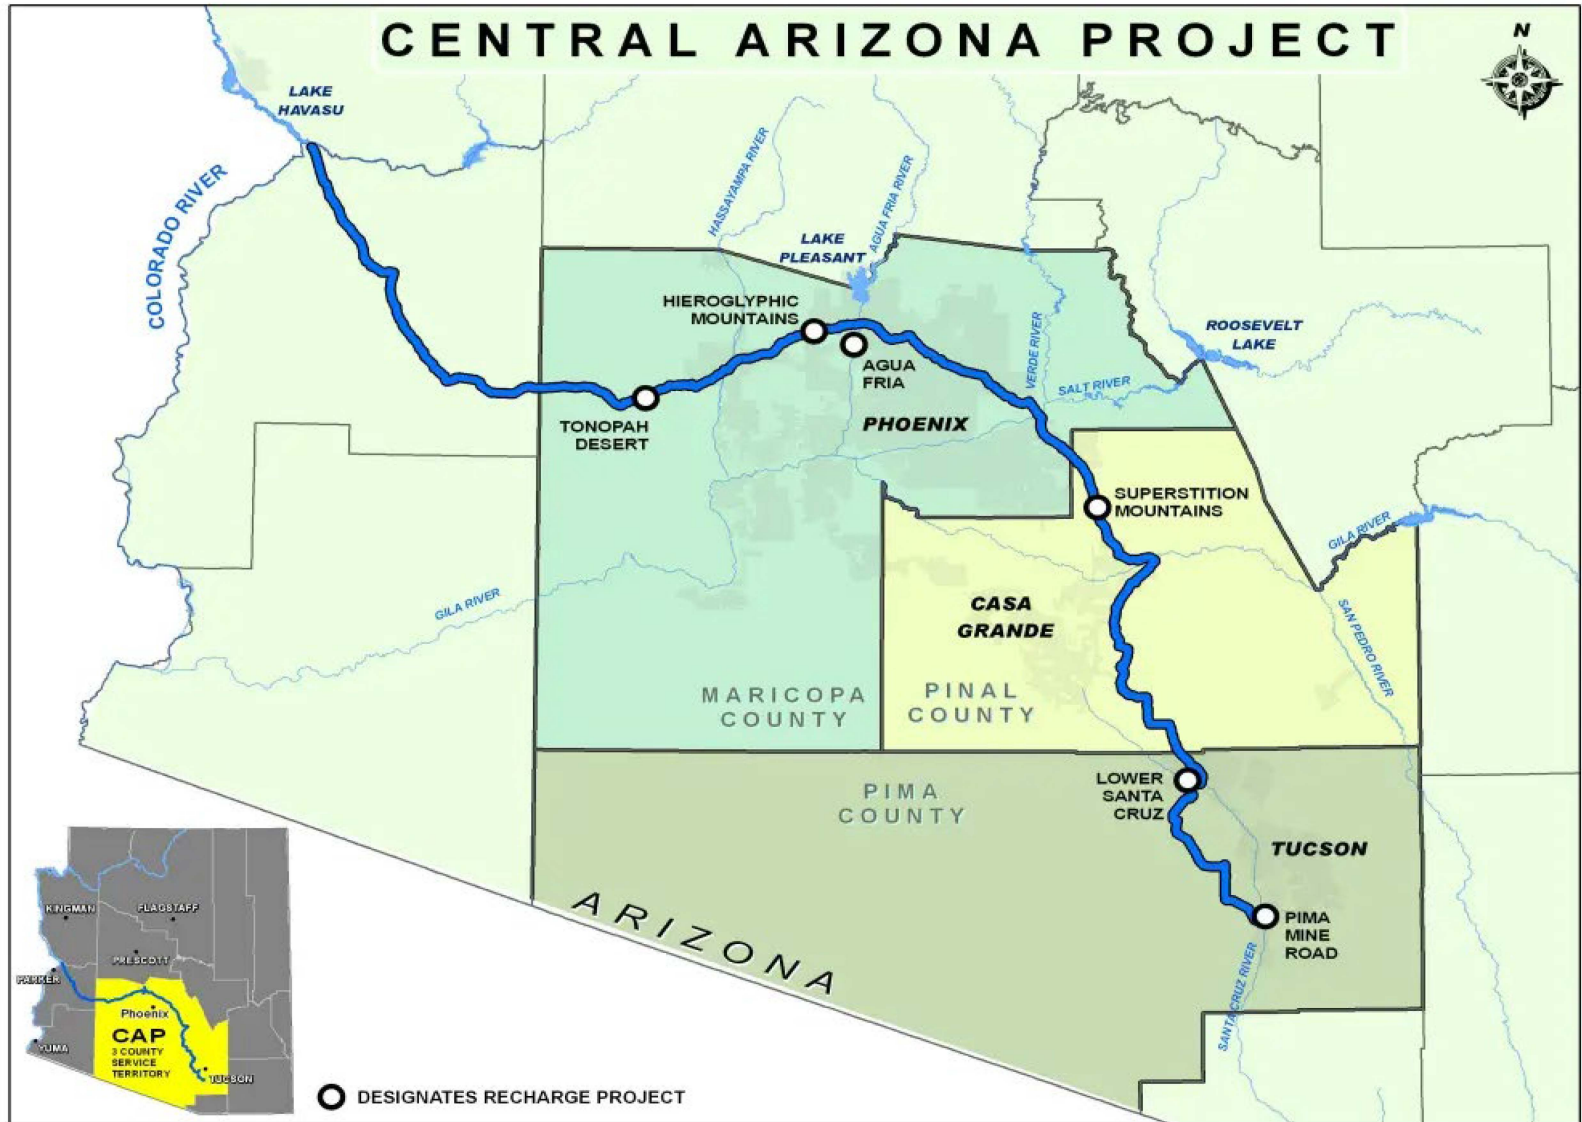 CENTRAL ARIZONA PROJECT
N
LAKE
HAVASU
COLORADO RIVER
HASSAYAMPA RIVER
AGUA FRIA RIVER
LAKE
PLEASANT
HIEROGLYPHIC
MOUNTAINS
AGUA
FRIA
VERDE RIVER
SALT RIVER
ROOSEVELT
LAKE
TONOPAH
DESERT
PHOENIX
SUPERSTITION
MOUNTAINS
GILA RIVER
GILA RIVER
CASA
GRANDE
SAN PEDRO RIVER
MARICOPA
COUNTY
PINAL
COUNTY
PIMA
COUNTY
LOWER
SANTA
CRUZ
TUCSON
PIMA
MINE
ROAD
SANTA CRUZ RIVER
ARIZONA
KINGMAN
FLAGSTAFF
PRESCOTT
PARKER
Phoenix
CAP
3 COUNTY
SERVICE
TERRITORY
YUMA
TUCSON
DESIGNATES RECHARGE PROJECT